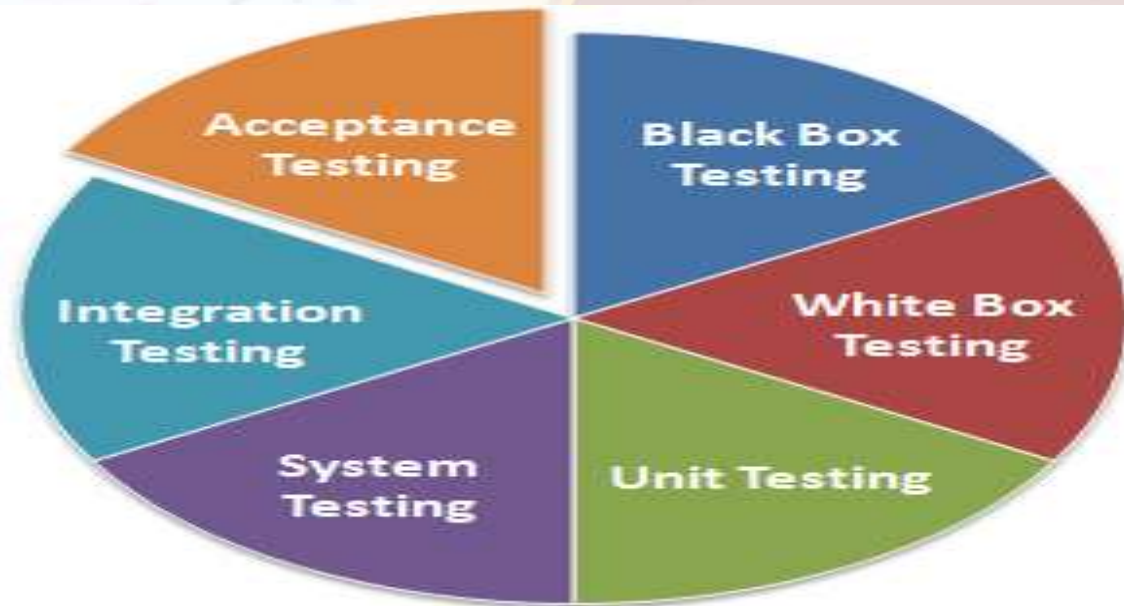 Acceptance
Testing
Black Box
Testing
White Box
Testing
Unit Testing
System
Testing
Integration
Testing